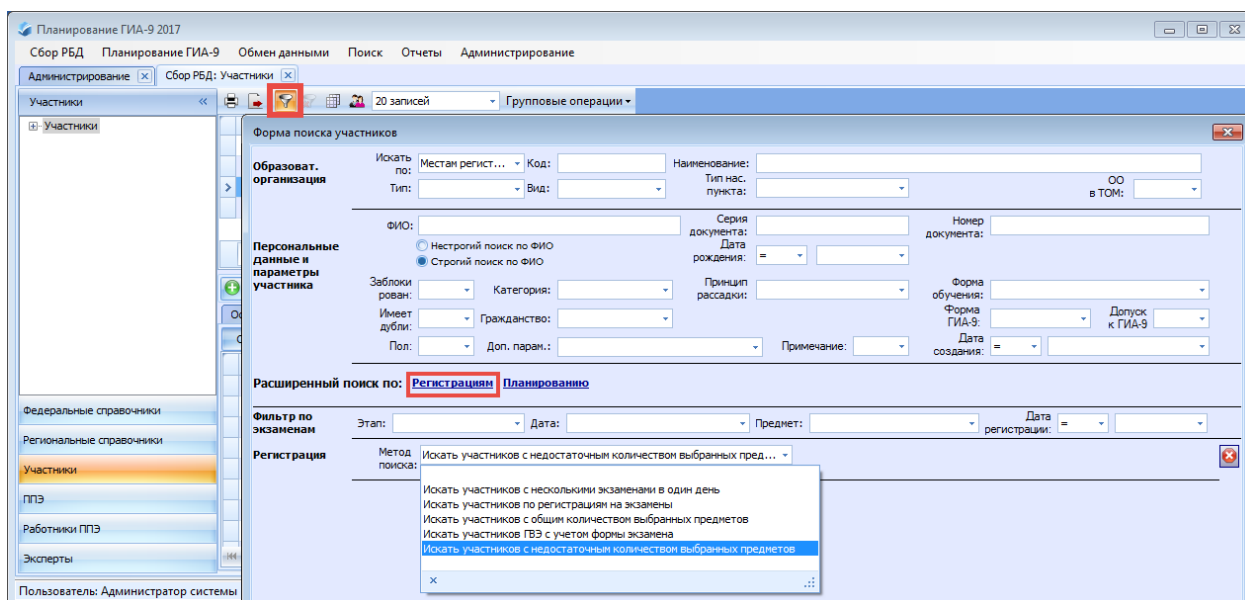 Планирование ГИА-9 2017
Сбор РБД Планирование ГИА-9 Обмен данными Поиск Отчеты Администрирование
Администрирование Сбор РБД: Участники
Участники « 20 записей Групповые операции
Участники
Форма поиска участников
Образоват. организация
Искать по: Местам регист... Код: Наименование:
Тип: Вид: Тип нас. пункта: ОО в ТОМ:
Персональные данные и параметры участника
ФИО: Серия документа: Номер документа:
Нестрогий поиск по ФИО
Строгий поиск по ФИО
Дата рождения: =
Заблоки рован: Категория: Принцип рассадки: Форма обучения:
Имеет дубли: Гражданство: Форма ГИА-9: Допуск к ГИА-9
Пол: Доп. парам.: Примечание: Дата создания: =
Расширенный поиск по: Регистрациям Планированию
Фильтр по экзаменам
Этап: Дата: Предмет: Дата регистрации: =
Регистрация
Метод поиска: Искать участников с недостаточным количеством выбранных пред...
Искать участников с несколькими экзаменами в один день
Искать участников по регистрациям на экзамены
Искать участников с общим количеством выбранных предметов
Искать участников ГВЭ с учетом формы экзамена
Искать участников с недостаточным количеством выбранных предметов
Федеральные справочники
Региональные справочники
Участники
ППЭ
Работники ППЭ
Эксперты
Пользователь: Администратор системы